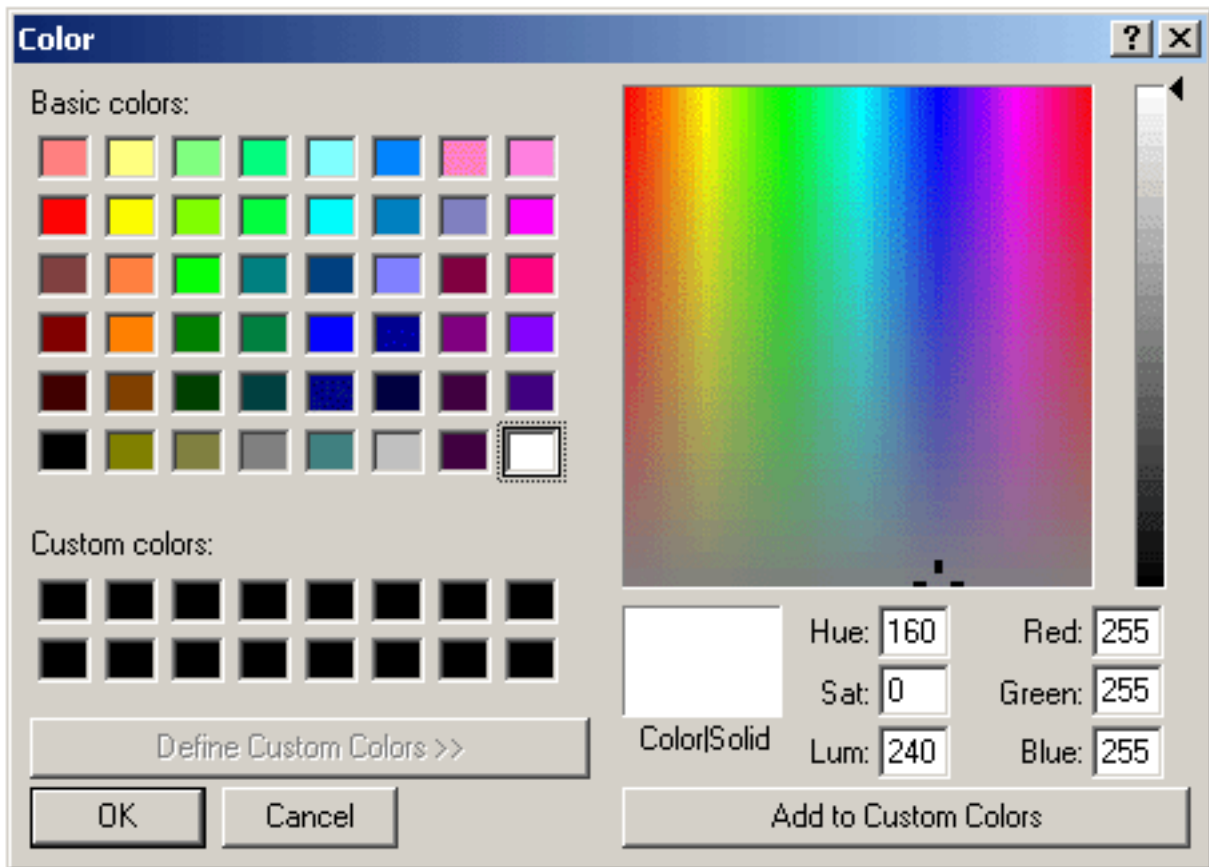 Color
Basic colors:
Custom colors:
Define Custom Colors >>
OK Cancel
Color|Solid
Hue: 160 Red: 255
Sat: 0 Green: 255
Lum: 240 Blue: 255
Add to Custom Colors